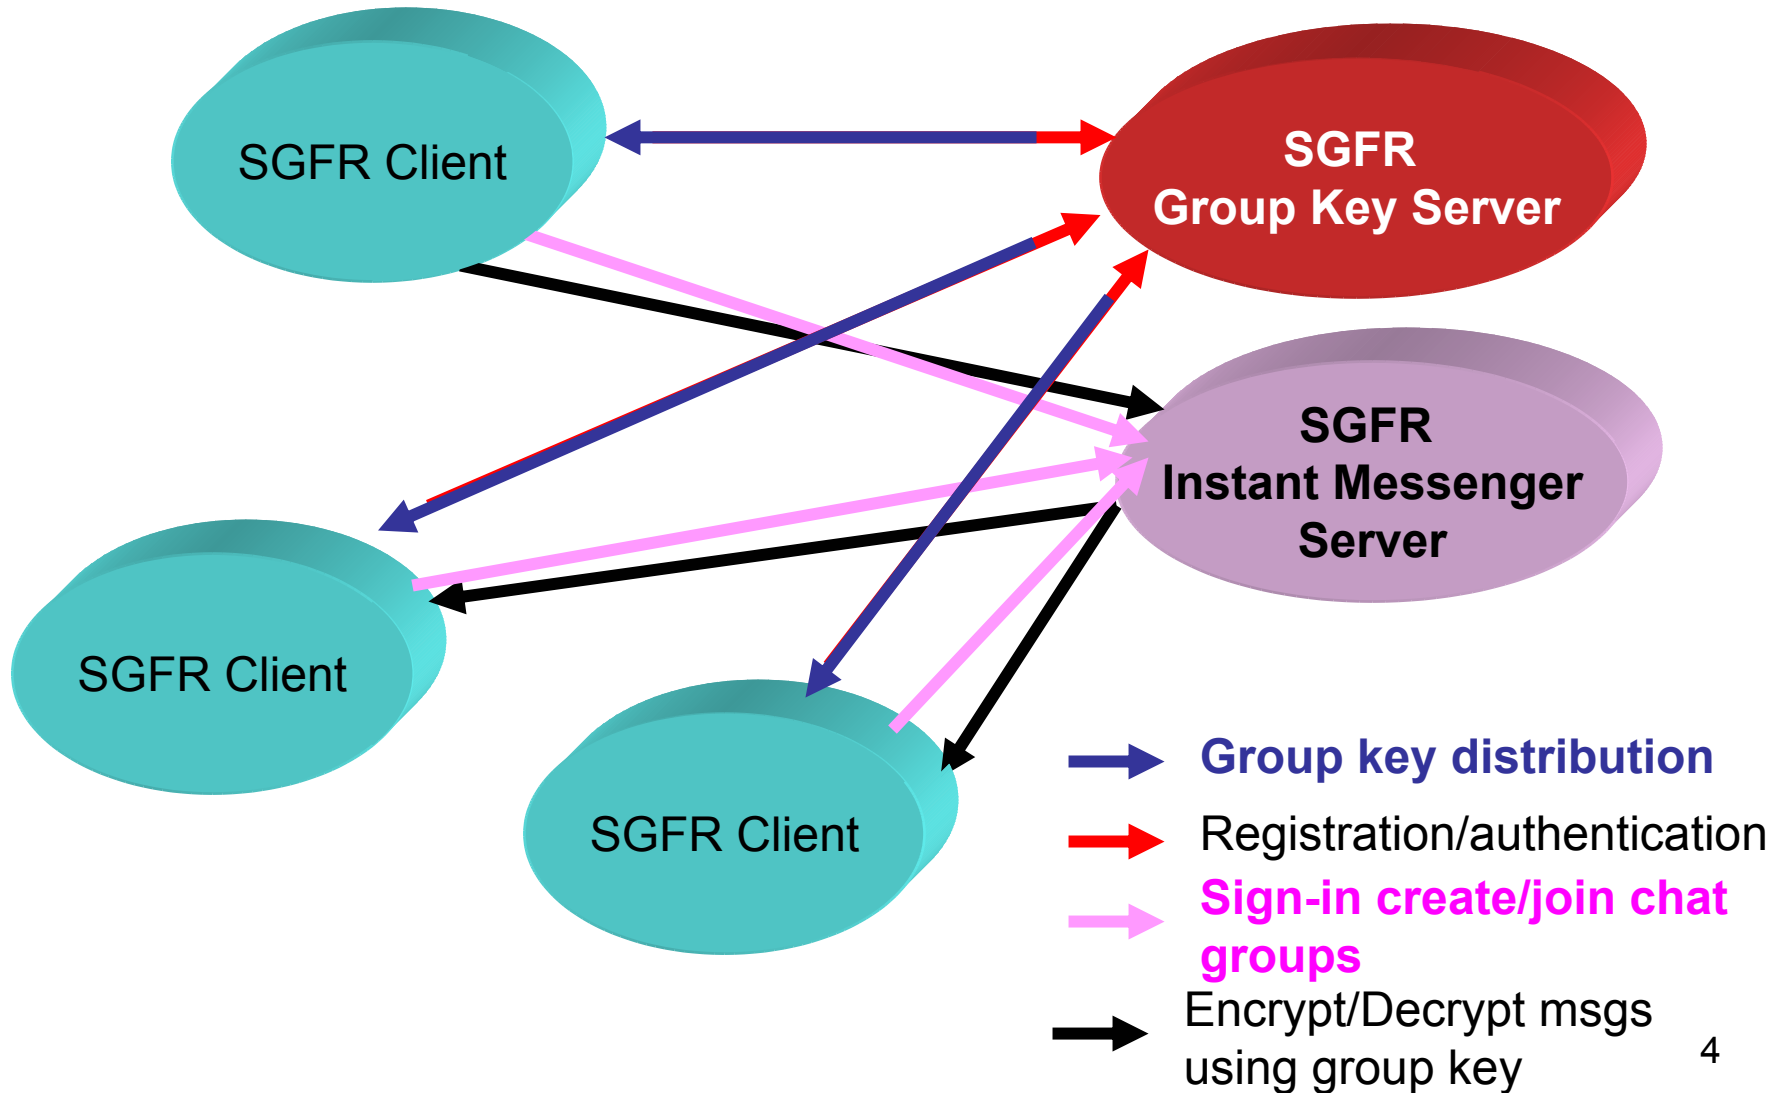 SGFR Client
SGFR
Group Key Server
SGFR
Instant Messenger
Server
SGFR Client
SGFR Client
Group key distribution
Registration/authentication
Sign-in create/join chat
groups
Encrypt/Decrypt msgs
using group key
4